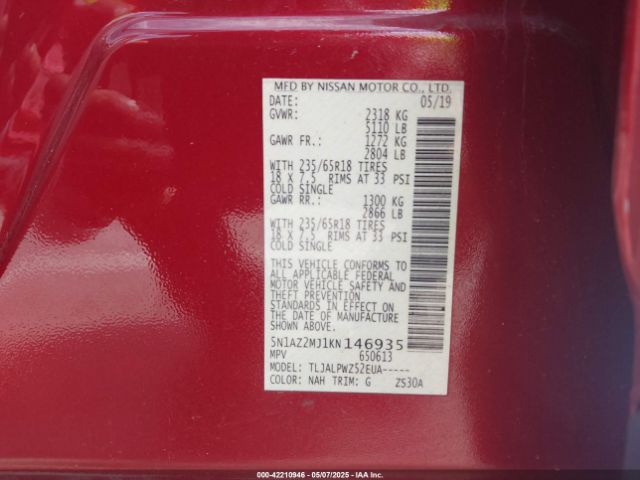 MFD BY NISSAN MOTOR CO., LTD.
DATE: 05/19
GVWR: 2318 KG
5110 LB
GAWR FR.: 1272 KG
2804 LB
WITH 235/65R18 TIRES
18 X 7.5 RIMS AT 33 PSI
COLD SINGLE
GAWR RR.: 1300 KG
2866 LB
WITH 235/65R18 TIRES
18 X 7.5 RIMS AT 33 PSI
COLD SINGLE
THIS VEHICLE CONFORMS TO
ALL APPLICABLE FEDERAL
MOTOR VEHICLE SAFETY AND
THEFT PREVENTION
STANDARDS IN EFFECT ON
THE DATE OF MANUFACTURE
SHOWN ABOVE.
5N1AZ2MJ1KN146935
MPV 650613
MODEL: TLJALPWZ52EUA-----
COLOR: NAH TRIM: G ZS30A
000-42210946 - 05/07/2025 - IAA Inc.